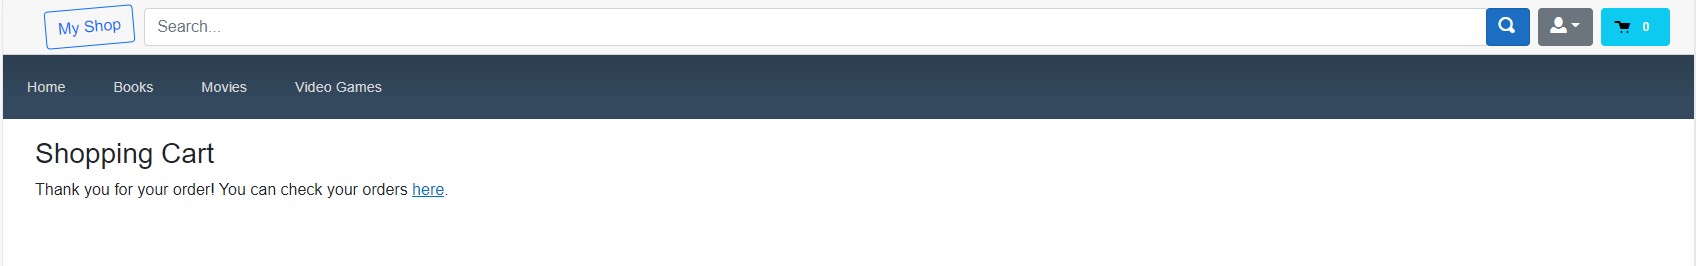 My Shop
Search...
0
Home
Books
Movies
Video Games
Shopping Cart
Thank you for your order! You can check your orders here.